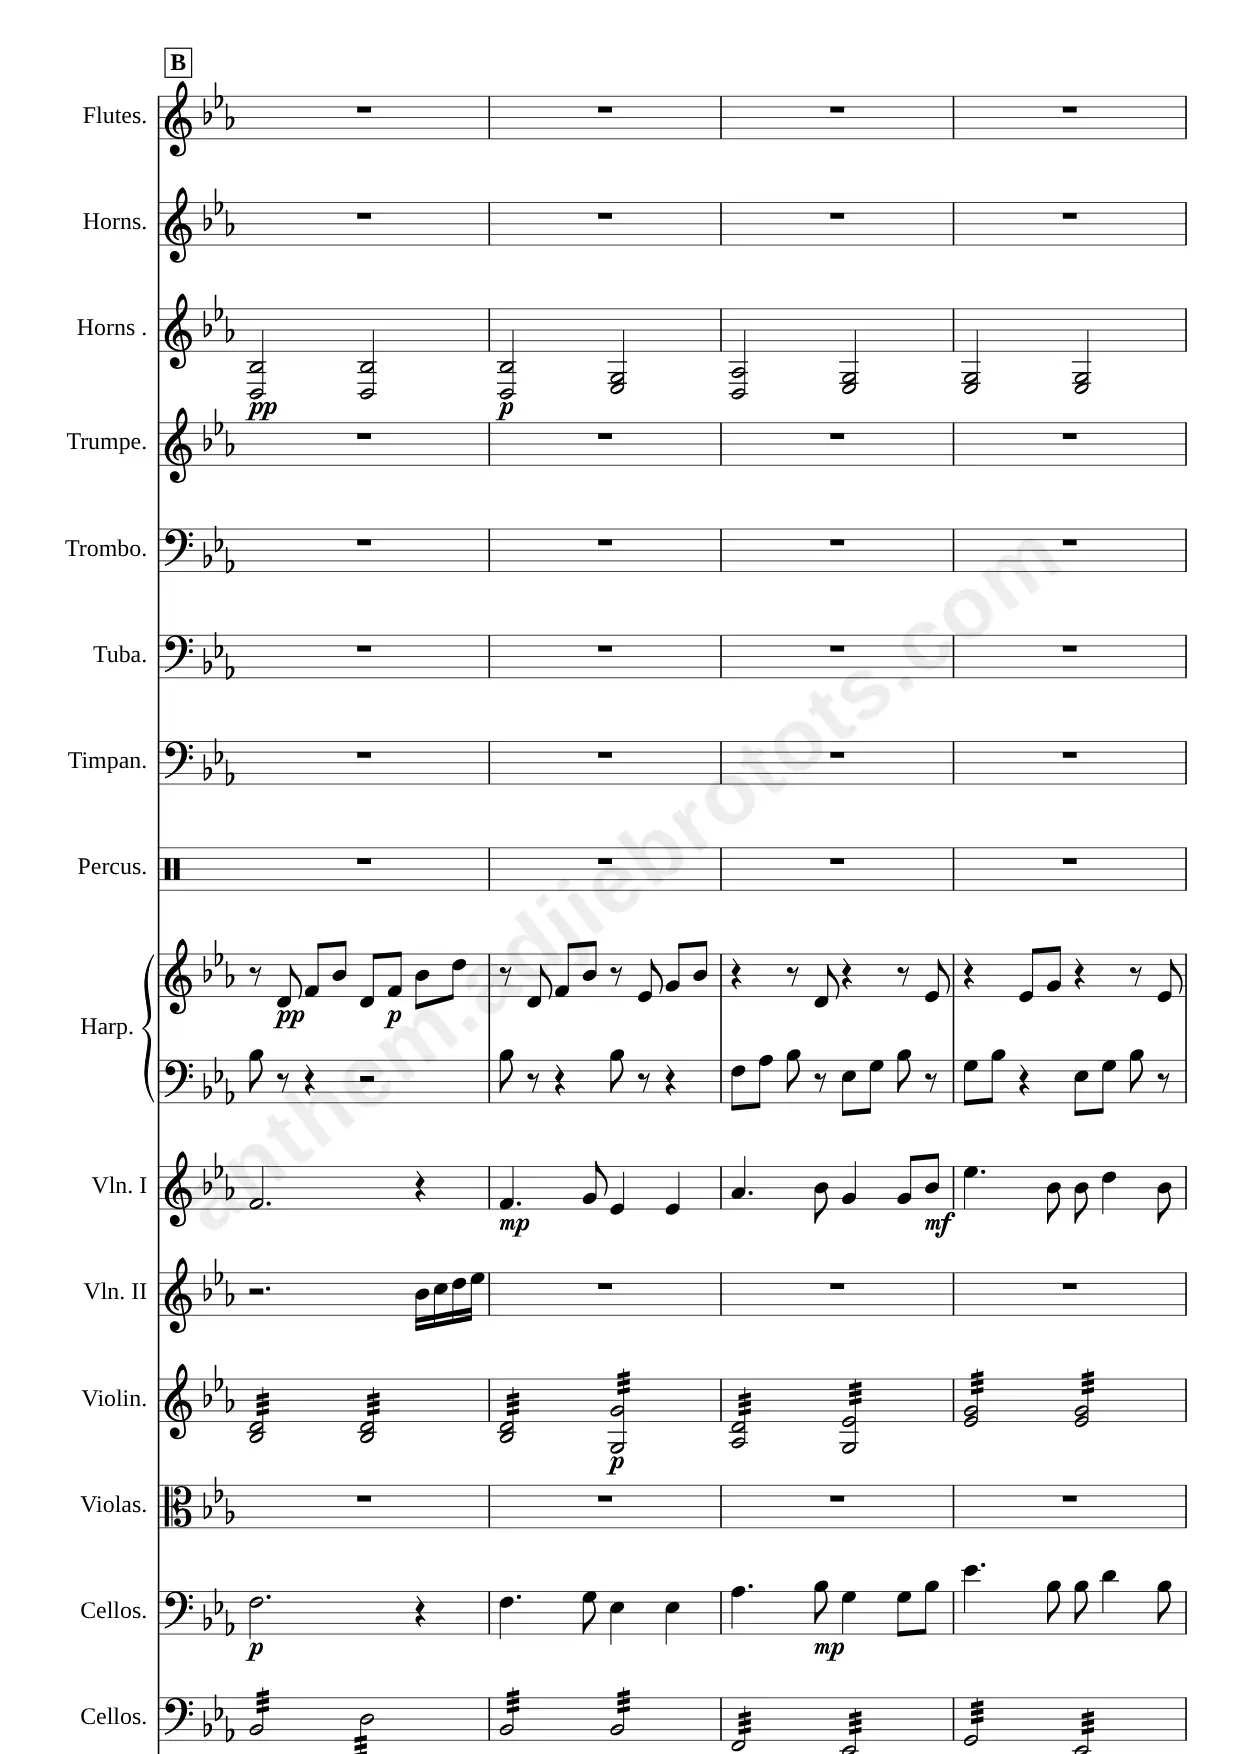 B
Flutes.
Horns.
Horns .
pp
p
Trumpe.
Trombo.
Tuba.
Timpan.
Percus.
Harp.
pp
p
Vln. I
mp
mf
Vln. II
Violin.
p
Violas.
Cellos.
p
mp
Cellos.
anthem.adjiebrotots.com